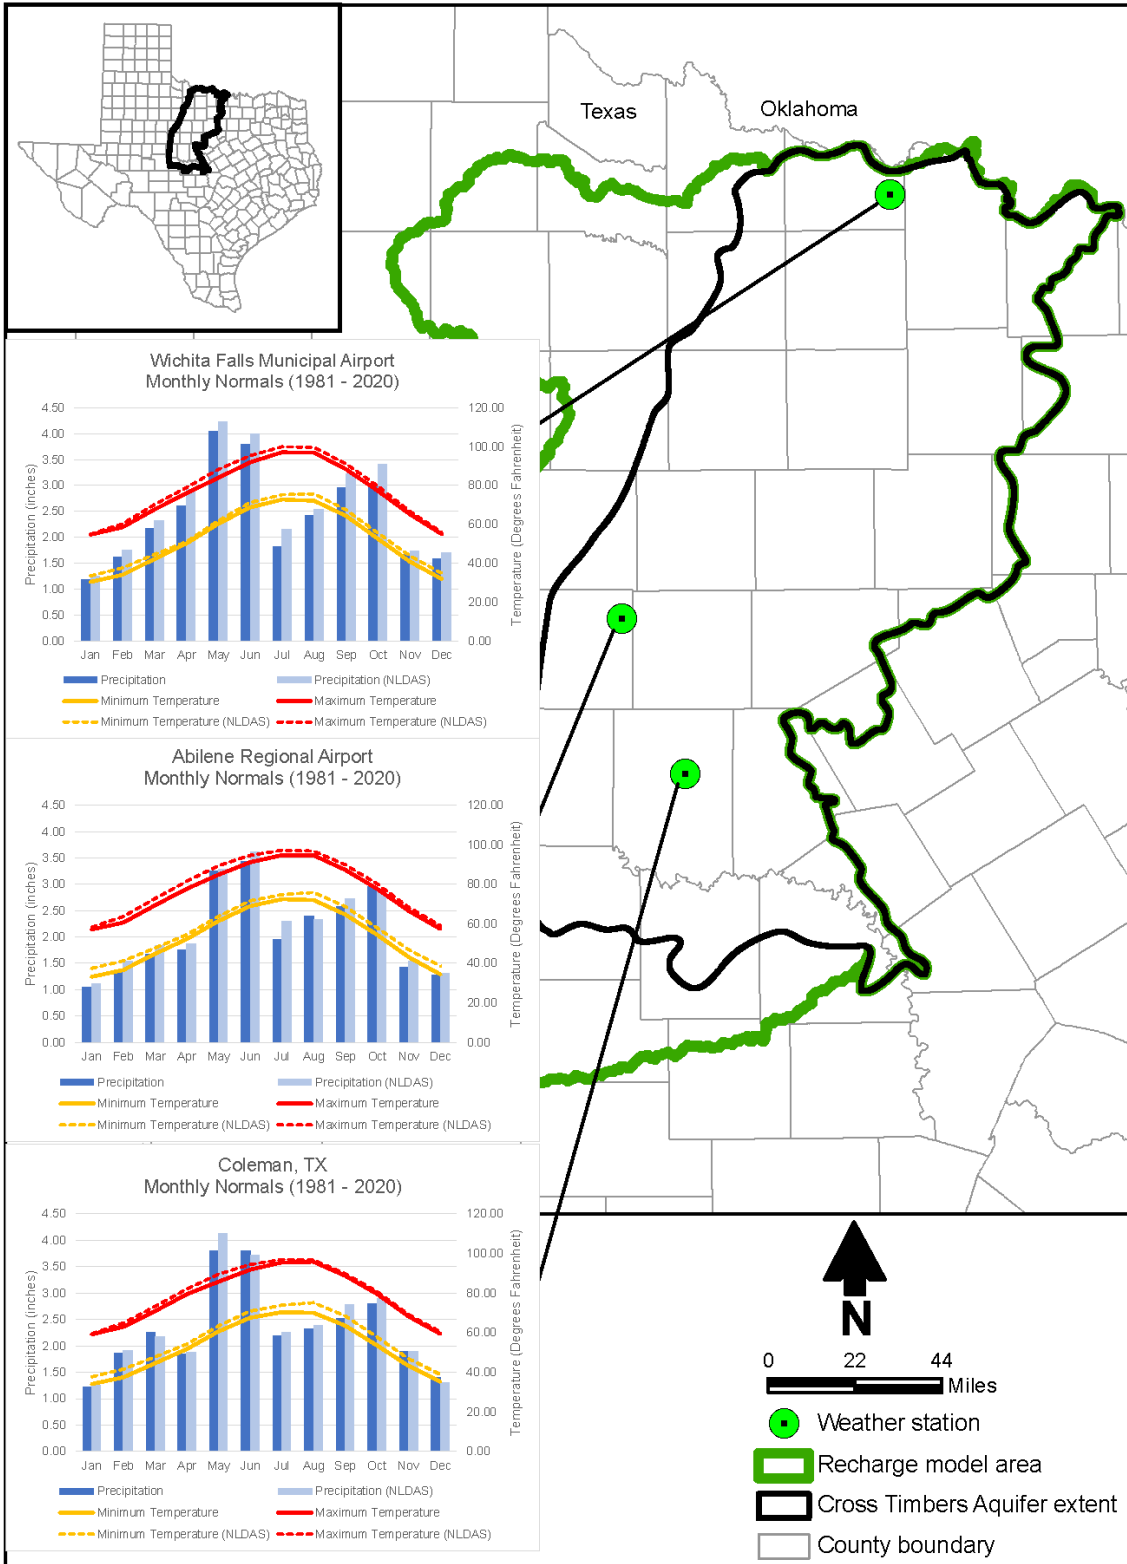 Texas
Oklahoma
Wichita Falls Municipal Airport
Monthly Normals (1981 - 2020)
4.50
4.00
3.50
3.00
2.50
2.00
1.50
1.00
0.50
0.00
Precipitation (inches)
120.00
100.00
80.00
60.00
40.00
20.00
0.00
Temperature (Degrees Fahrenheit)
Jan Feb Mar Apr May Jun Jul Aug Sep Oct Nov Dec
Precipitation
Precipitation (NLDAS)
Minimum Temperature
Maximum Temperature
Minimum Temperature (NLDAS)
Maximum Temperature (NLDAS)
Abilene Regional Airport
Monthly Normals (1981 - 2020)
4.50
4.00
3.50
3.00
2.50
2.00
1.50
1.00
0.50
0.00
Precipitation (inches)
120.00
100.00
80.00
60.00
40.00
20.00
0.00
Temperature (Degrees Fahrenheit)
Jan Feb Mar Apr May Jun Jul Aug Sep Oct Nov Dec
Precipitation
Precipitation (NLDAS)
Minimum Temperature
Maximum Temperature
Minimum Temperature (NLDAS)
Maximum Temperature (NLDAS)
Coleman, TX
Monthly Normals (1981 - 2020)
4.50
4.00
3.50
3.00
2.50
2.00
1.50
1.00
0.50
0.00
Precipitation (inches)
120.00
100.00
80.00
60.00
40.00
20.00
0.00
Temperature (Degrees Fahrenheit)
Jan Feb Mar Apr May Jun Jul Aug Sep Oct Nov Dec
Precipitation
Precipitation (NLDAS)
Minimum Temperature
Maximum Temperature
Minimum Temperature (NLDAS)
Maximum Temperature (NLDAS)
N
0 22 44
Miles
Weather station
Recharge model area
Cross Timbers Aquifer extent
County boundary